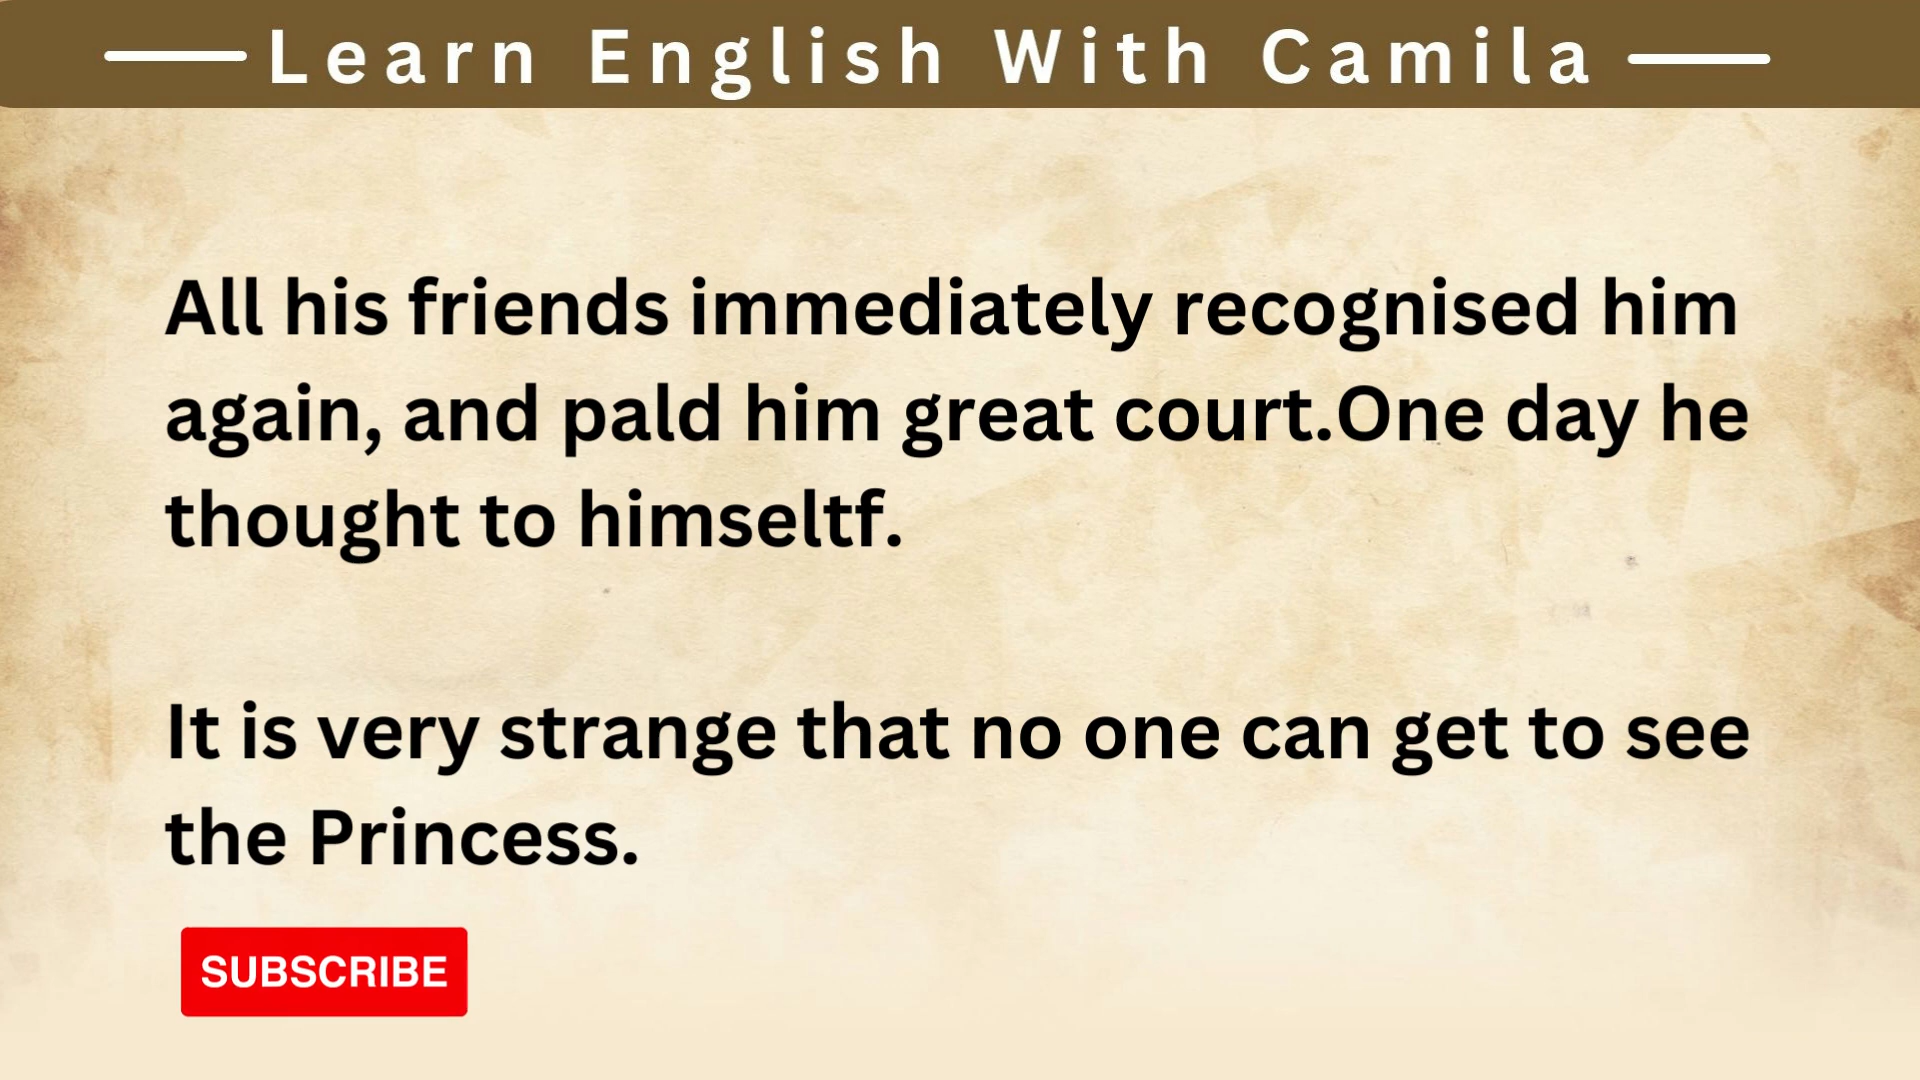 Learn English With Camila
All his friends immediately recognised him
again, and pald him great court.One day he
thought to himseltf.
It is very strange that no one can get to see
the Princess.
SUBSCRIBE